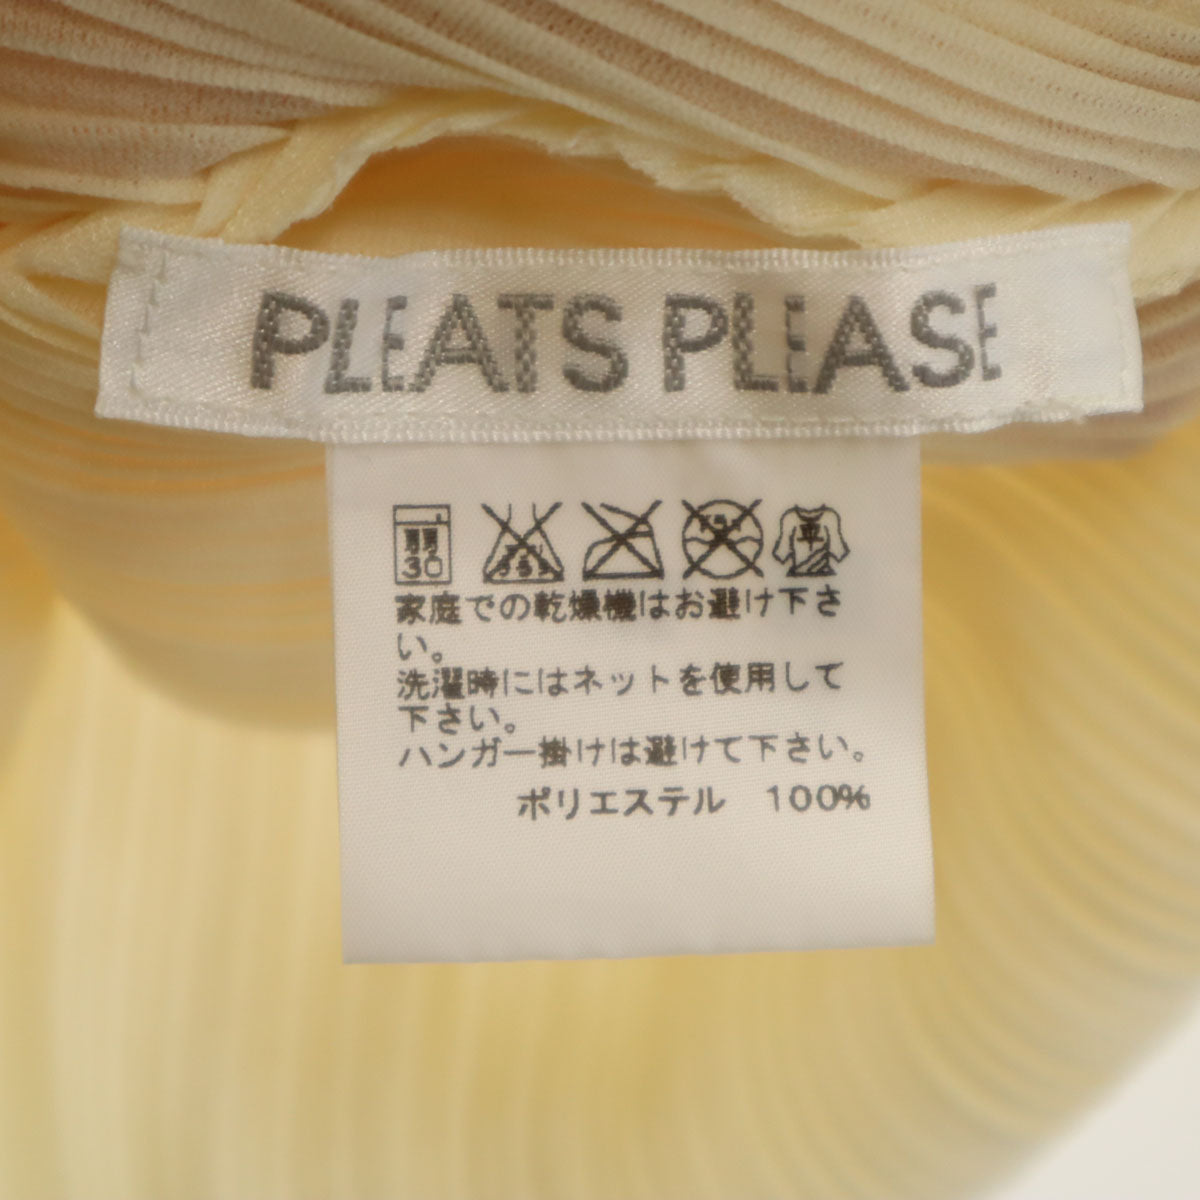 PLEATS PLEASE
弱
30
平
家庭での乾燥機はお避け下さ
い。
洗濯時にはネットを使用して
下さい。
ハンガー掛けは避けて下さい。
ポリエステル 100%